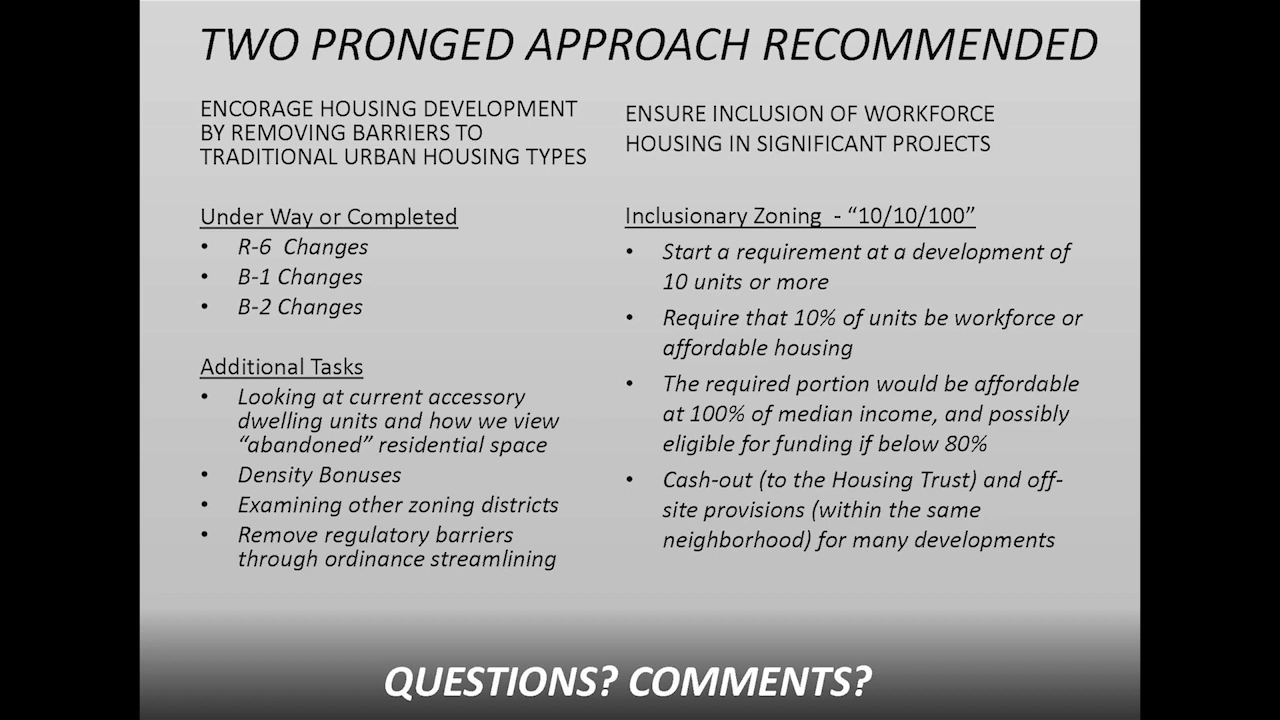 TWO PRONGED APPROACH RECOMMENDED
ENCORAGE HOUSING DEVELOPMENT
BY REMOVING BARRIERS TO
TRADITIONAL URBAN HOUSING TYPES
Under Way or Completed
• R-6 Changes
• B-1 Changes
• B-2 Changes
Additional Tasks
• Looking at current accessory
dwelling units and how we view
“abandoned” residential space
• Density Bonuses
• Examining other zoning districts
• Remove regulatory barriers
through ordinance streamlining
ENSURE INCLUSION OF WORKFORCE
HOUSING IN SIGNIFICANT PROJECTS
Inclusionary Zoning - “10/10/100”
• Start a requirement at a development of
10 units or more
• Require that 10% of units be workforce or
affordable housing
• The required portion would be affordable
at 100% of median income, and possibly
eligible for funding if below 80%
• Cash-out (to the Housing Trust) and off-
site provisions (within the same
neighborhood) for many developments
QUESTIONS? COMMENTS?